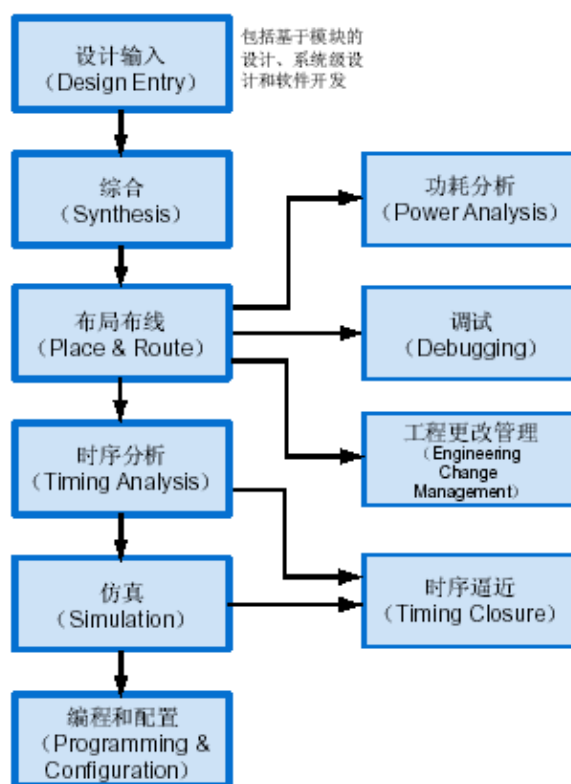 设计输入
（Design Entry）
包括基于模块的
设计、系统级设
计和软件开发
综合
（Synthesis）
功耗分析
（Power Analysis）
布局布线
（Place & Route）
调试
（Debugging）
工程更改管理
（Engineering
Change
Management）
时序分析
（Timing Analysis）
仿真
（Simulation）
时序逼近
（Timing Closure）
编程和配置
（Programming &
Configuration）